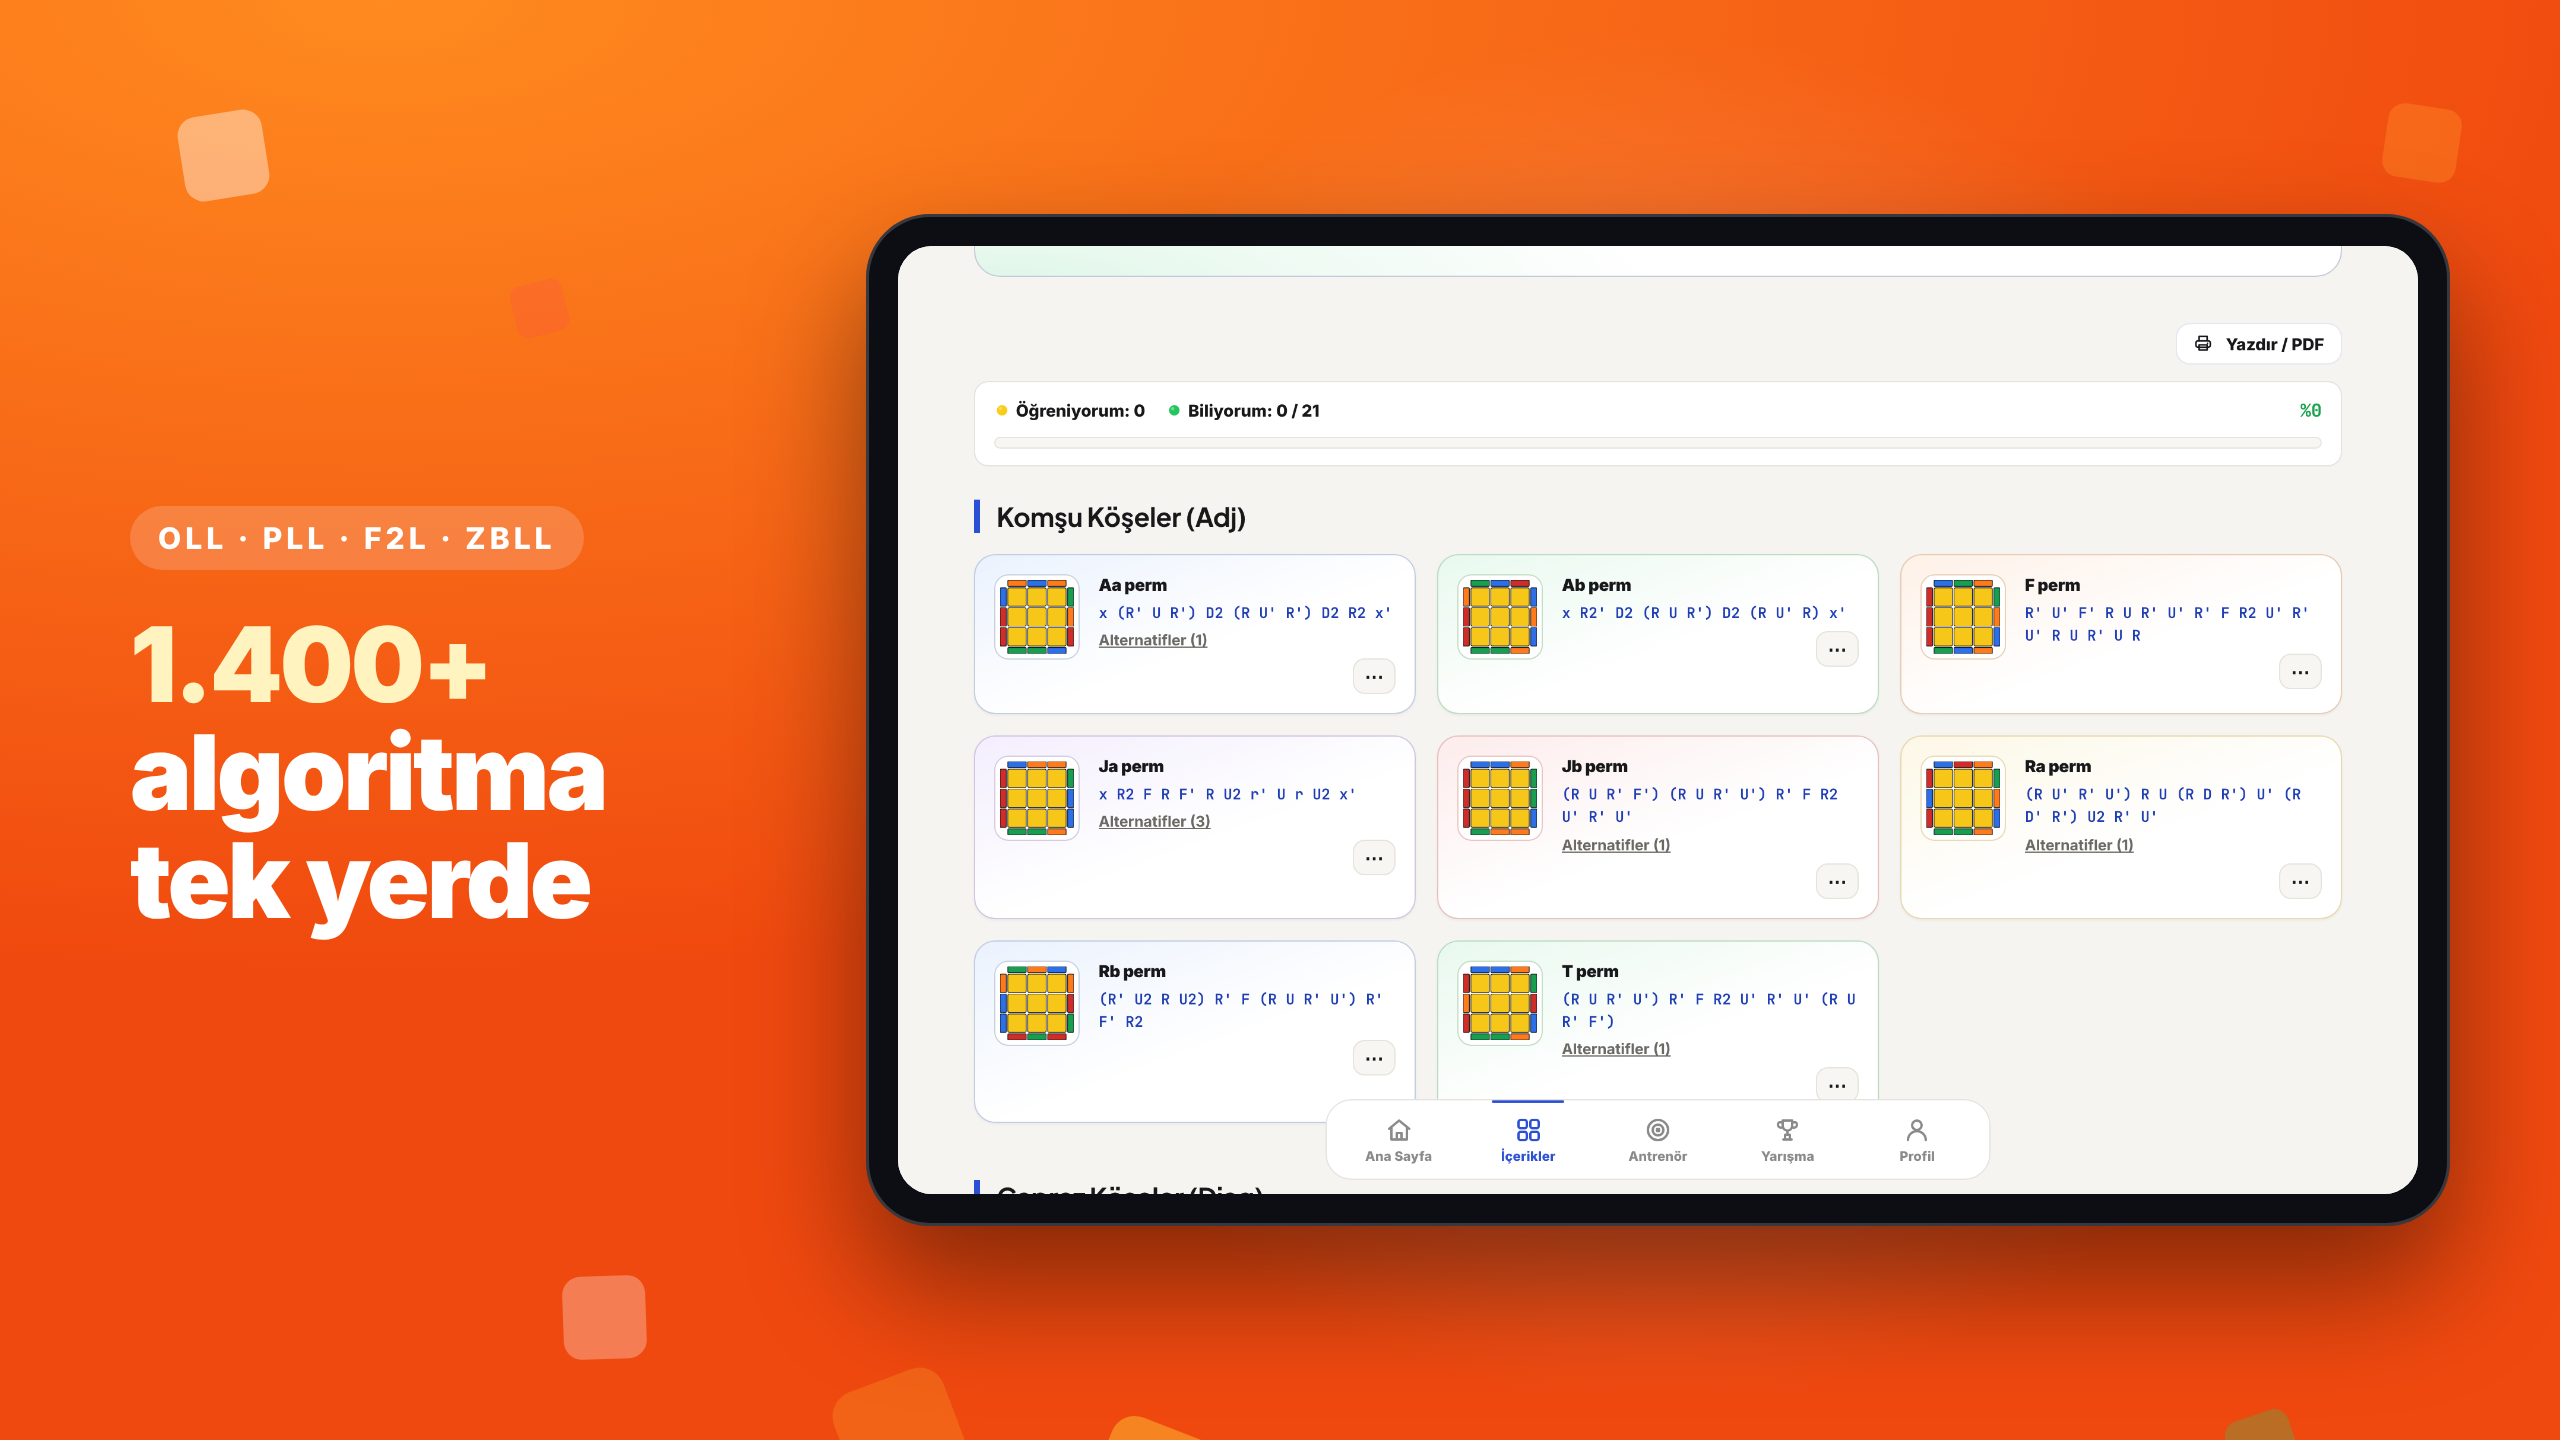 OLL · PLL · F2L · ZBLL
1.400+
algoritma
tek yerde
Yazdır / PDF
Öğreniyorum: 0 Biliyorum: 0 / 21 %0
Komşu Köşeler (Adj)
Aa perm
x (R' U R') D2 (R U' R') D2 R2 x'
Alternatifler (1)
...
Ab perm
x R2' D2 (R U R') D2 (R U' R) x'
...
F perm
R' U' F' R U R' U' R' F R2 U' R'
U' R U R' U R
...
Ja perm
x R2 F R F' R U2 r' U r U2 x'
Alternatifler (3)
...
Jb perm
(R U R' F') (R U R' U') R' F R2
U' R' U'
Alternatifler (1)
...
Ra perm
(R U' R' U') R U (R D R') U' (R
D' R') U2 R' U'
Alternatifler (1)
...
Rb perm
(R' U2 R U2) R' F (R U R' U') R'
F' R2
...
T perm
(R U R' U') R' F R2 U' R' U' (R U
R' F')
Alternatifler (1)
...
Ana Sayfa İçerikler Antrenör Yarışma Profil
Çapraz Köşeler (Diag)